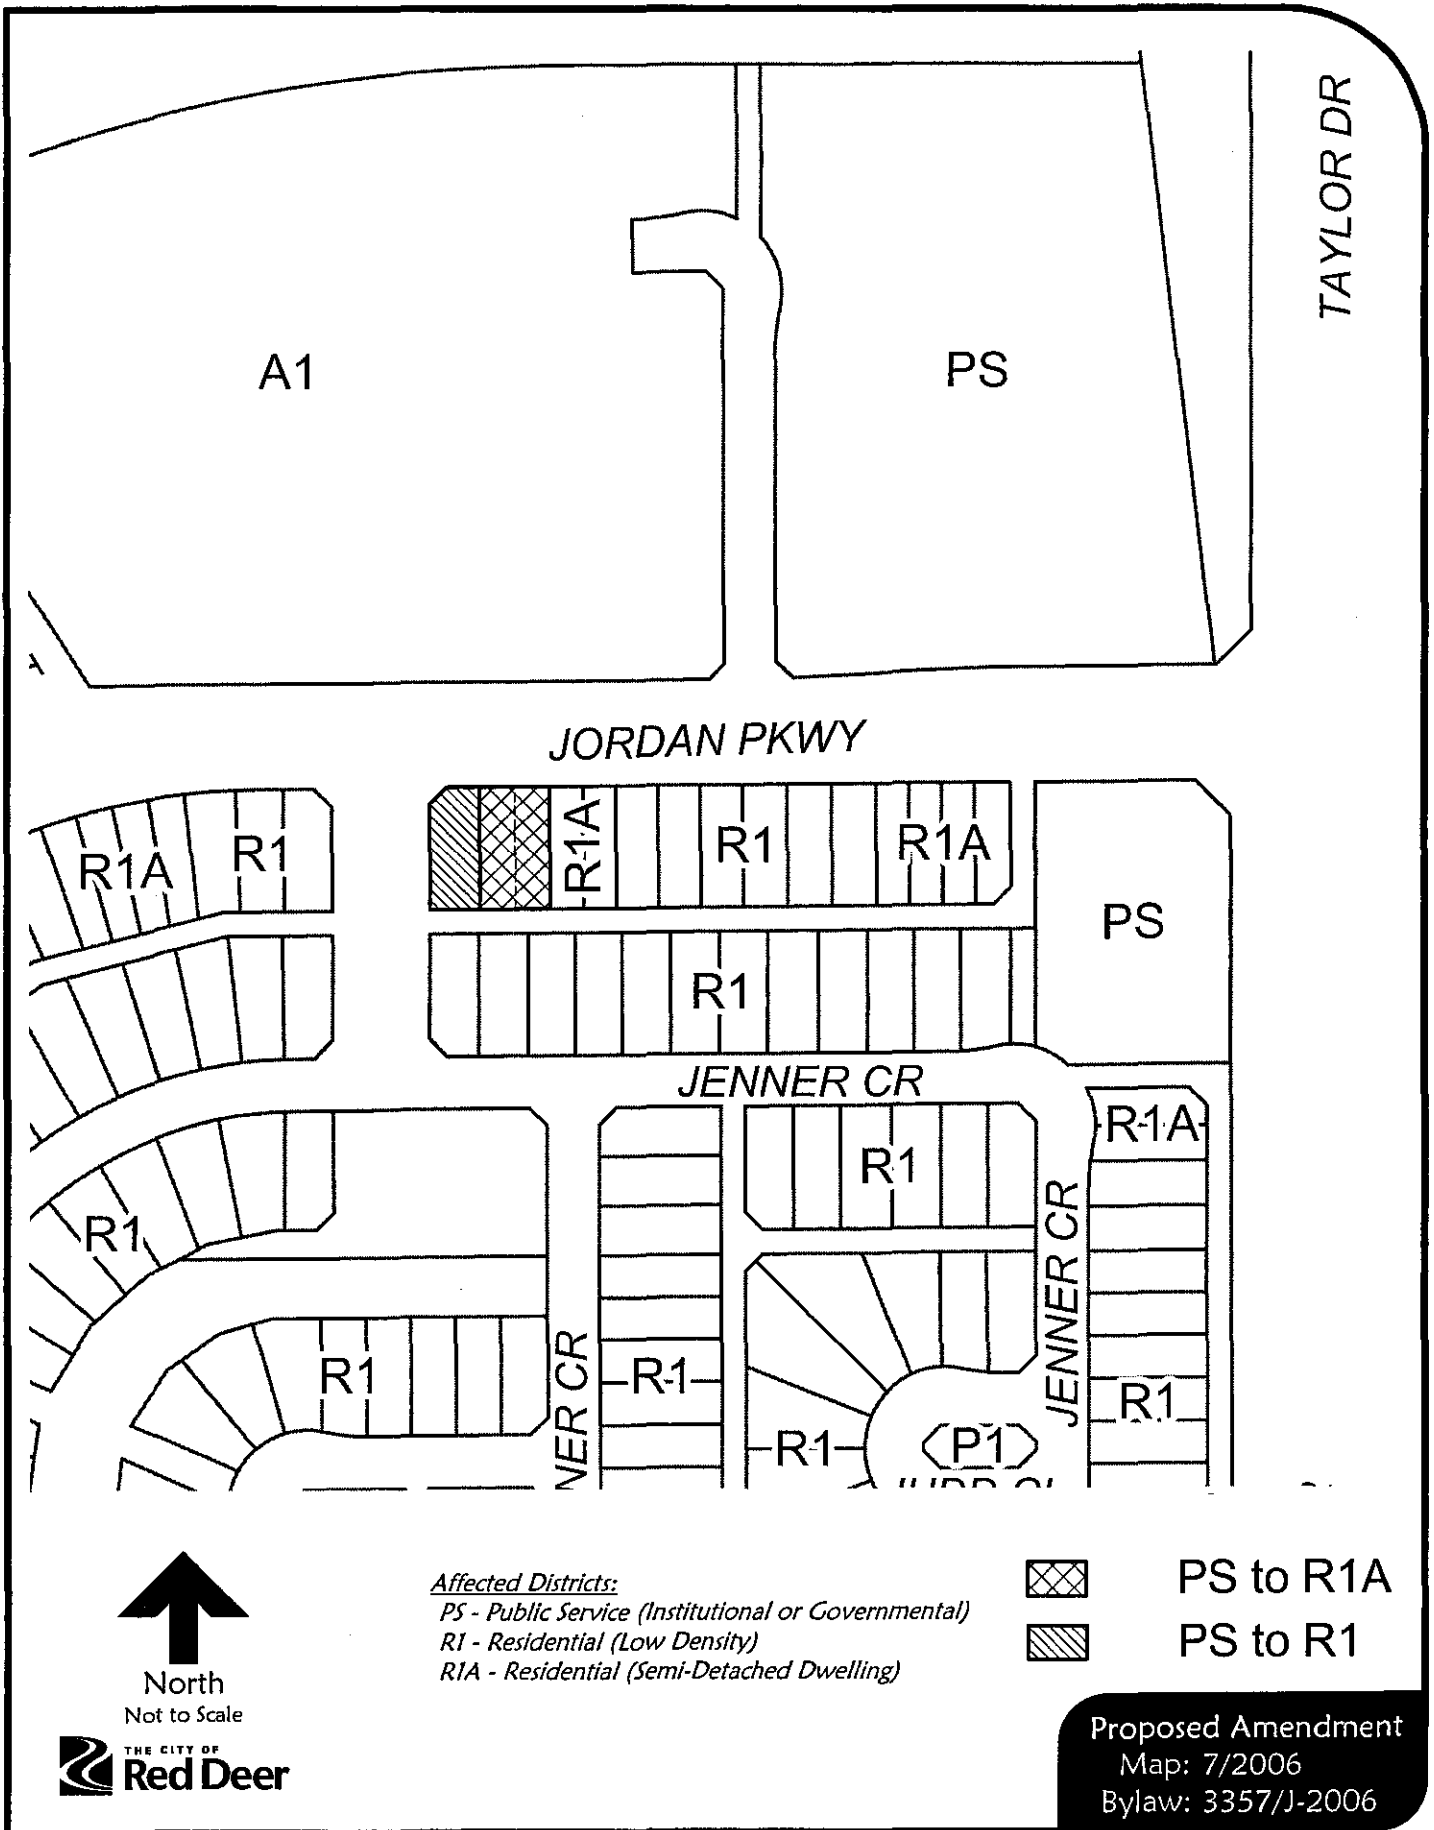 TAYLOR DR
A1
PS
JORDAN PKWY
R1A
R1
R1A
R1
R1A
PS
R1
JENNER CR
R1A
R1
R1
JENNER CR
R1
R1
R1
R1
P1
NER CR
Affected Districts:
PS - Public Service (Institutional or Governmental)
R1 - Residential (Low Density)
R1A - Residential (Semi-Detached Dwelling)
PS to R1A
PS to R1
North
Not to Scale
THE CITY OF
Red Deer
Proposed Amendment
Map: 7/2006
Bylaw: 3357/J-2006